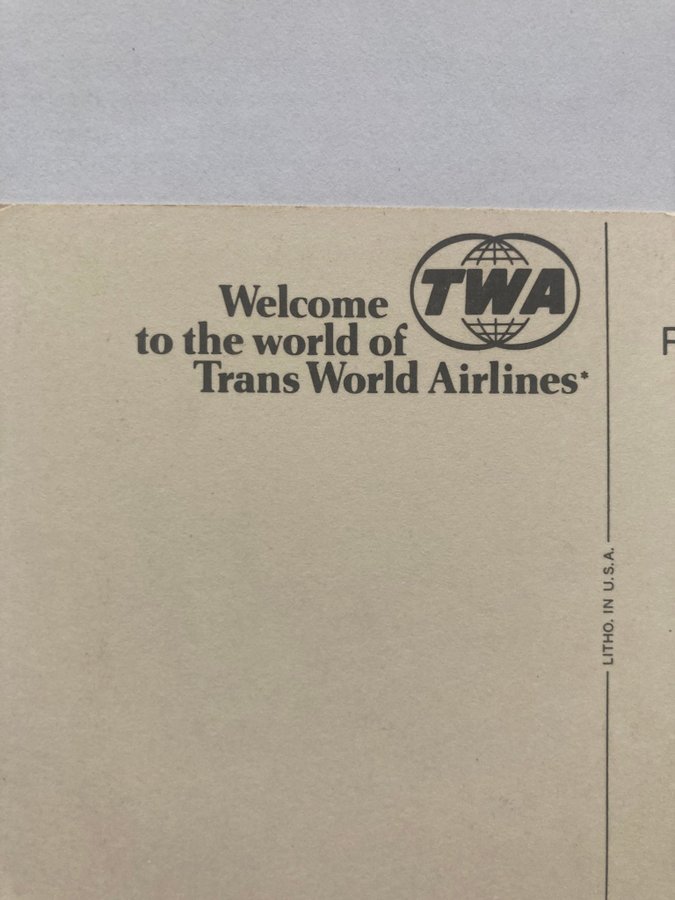 Welcome
to the world of
Trans World Airlines*
TWA
LITHO. IN U.S.A.